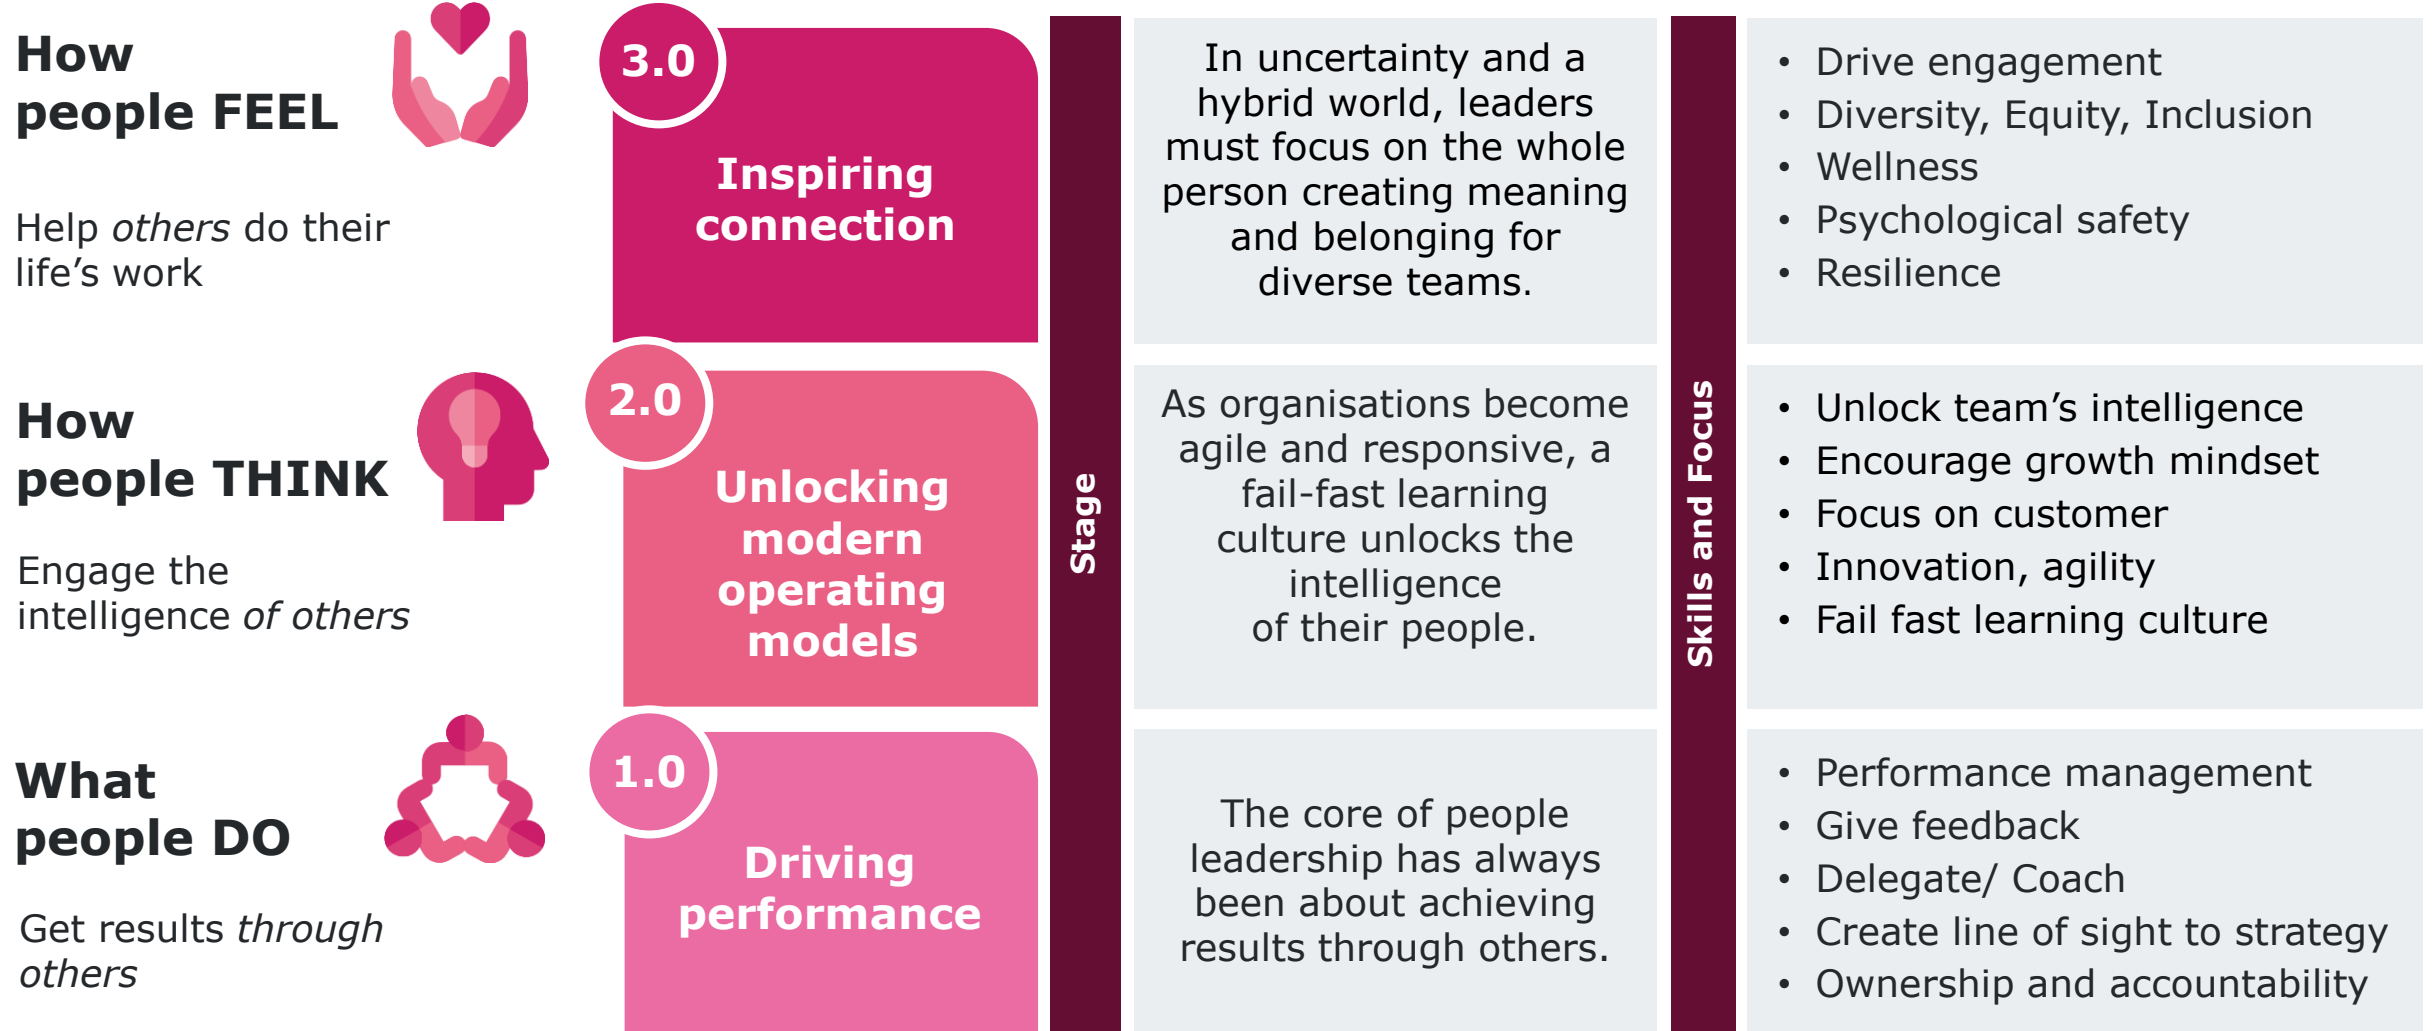 How
people FEEL
Help others do their
life’s work
3.0
Inspiring
connection
In uncertainty and a
hybrid world, leaders
must focus on the whole
person creating meaning
and belonging for
diverse teams.
• Drive engagement
• Diversity, Equity, Inclusion
• Wellness
• Psychological safety
• Resilience
How
people THINK
Engage the
intelligence of others
2.0
Unlocking
modern
operating
models
Stage
As organisations become
agile and responsive, a
fail-fast learning
culture unlocks the
intelligence
of their people.
Skills and Focus
• Unlock team’s intelligence
• Encourage growth mindset
• Focus on customer
• Innovation, agility
• Fail fast learning culture
What
people DO
Get results through
others
1.0
Driving
performance
The core of people
leadership has always
been about achieving
results through others.
• Performance management
• Give feedback
• Delegate/ Coach
• Create line of sight to strategy
• Ownership and accountability